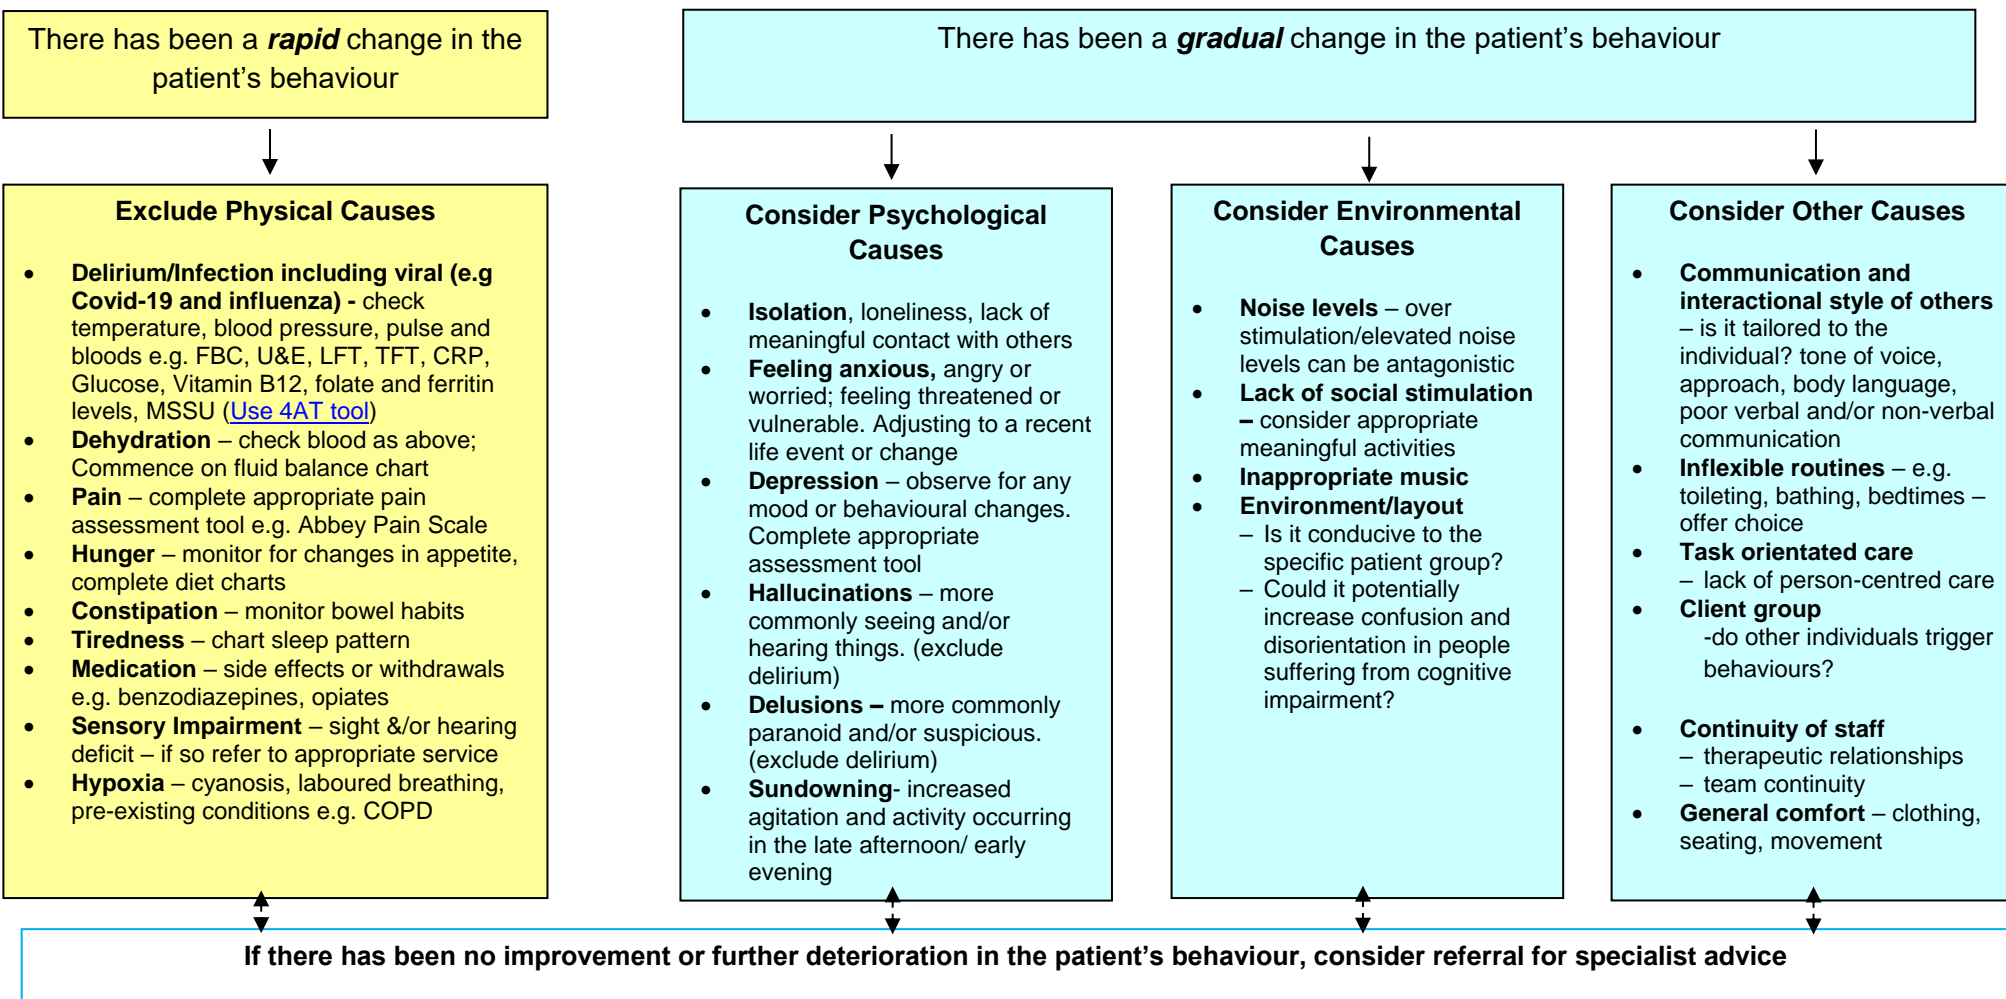 There has been a rapid change in the
patient’s behaviour
There has been a gradual change in the patient’s behaviour
Exclude Physical Causes
• Delirium/Infection including viral (e.g
Covid-19 and influenza) - check
temperature, blood pressure, pulse and
bloods e.g. FBC, U&E, LFT, TFT, CRP,
Glucose, Vitamin B12, folate and ferritin
levels, MSSU (Use 4AT tool)
• Dehydration – check blood as above;
Commence on fluid balance chart
• Pain – complete appropriate pain
assessment tool e.g. Abbey Pain Scale
• Hunger – monitor for changes in appetite,
complete diet charts
• Constipation – monitor bowel habits
• Tiredness – chart sleep pattern
• Medication – side effects or withdrawals
e.g. benzodiazepines, opiates
• Sensory Impairment – sight &/or hearing
deficit – if so refer to appropriate service
• Hypoxia – cyanosis, laboured breathing,
pre-existing conditions e.g. COPD
Consider Psychological
Causes
• Isolation, loneliness, lack of
meaningful contact with others
• Feeling anxious, angry or
worried; feeling threatened or
vulnerable. Adjusting to a recent
life event or change
• Depression – observe for any
mood or behavioural changes.
Complete appropriate
assessment tool
• Hallucinations – more
commonly seeing and/or
hearing things. (exclude
delirium)
• Delusions – more commonly
paranoid and/or suspicious.
(exclude delirium)
• Sundowning- increased
agitation and activity occurring
in the late afternoon/ early
evening
Consider Environmental
Causes
• Noise levels – over
stimulation/elevated noise
levels can be antagonistic
• Lack of social stimulation
– consider appropriate
meaningful activities
• Inappropriate music
• Environment/layout
– Is it conducive to the
specific patient group?
– Could it potentially
increase confusion and
disorientation in people
suffering from cognitive
impairment?
Consider Other Causes
• Communication and
interactional style of others
– is it tailored to the
individual? tone of voice,
approach, body language,
poor verbal and/or non-verbal
communication
• Inflexible routines – e.g.
toileting, bathing, bedtimes –
offer choice
• Task orientated care
– lack of person-centred care
• Client group
-do other individuals trigger
behaviours?
• Continuity of staff
– therapeutic relationships
– team continuity
• General comfort – clothing,
seating, movement
If there has been no improvement or further deterioration in the patient’s behaviour, consider referral for specialist advice